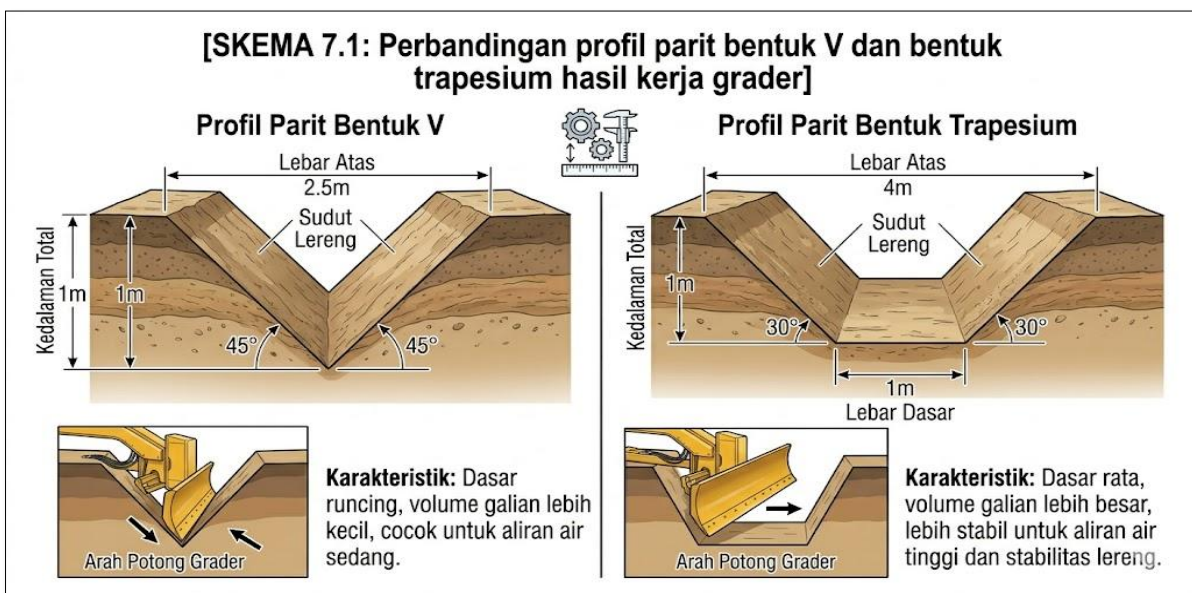 [SKEMA 7.1: Perbandingan profil parit bentuk V dan bentuk
trapesium hasil kerja grader]
Profil Parit Bentuk V
Lebar Atas
2.5m
Sudut
Lereng
Kedalaman Total
1m
1m
45°
45°
Arah Potong Grader
Karakteristik: Dasar
runcing, volume galian lebih
kecil, cocok untuk aliran air
sedang.
Profil Parit Bentuk Trapesium
Lebar Atas
4m
Sudut
Lereng
Kedalaman Total
1m
30°
30°
1m
Lebar Dasar
Arah Potong Grader
Karakteristik: Dasar rata,
volume galian lebih besar,
lebih stabil untuk aliran air
tinggi dan stabilitas lereng.